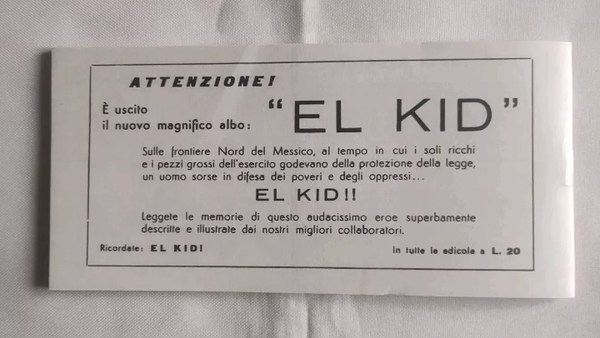 ATTENZIONE!
È uscito
il nuovo magnifico albo: "EL KID"
Sulle frontiere Nord del Messico, al tempo in cui i soli ricchi
e i pezzi grossi dell'esercito godevano della protezione della legge,
un uomo sorse in difesa dei poveri e degli oppressi...
EL KID!!
Leggete le memorie di questo audacissimo eroe superbamente
descritte e illustrate dai nostri migliori collaboratori.
Ricordate: EL KID! In tutte le edicole a L. 20